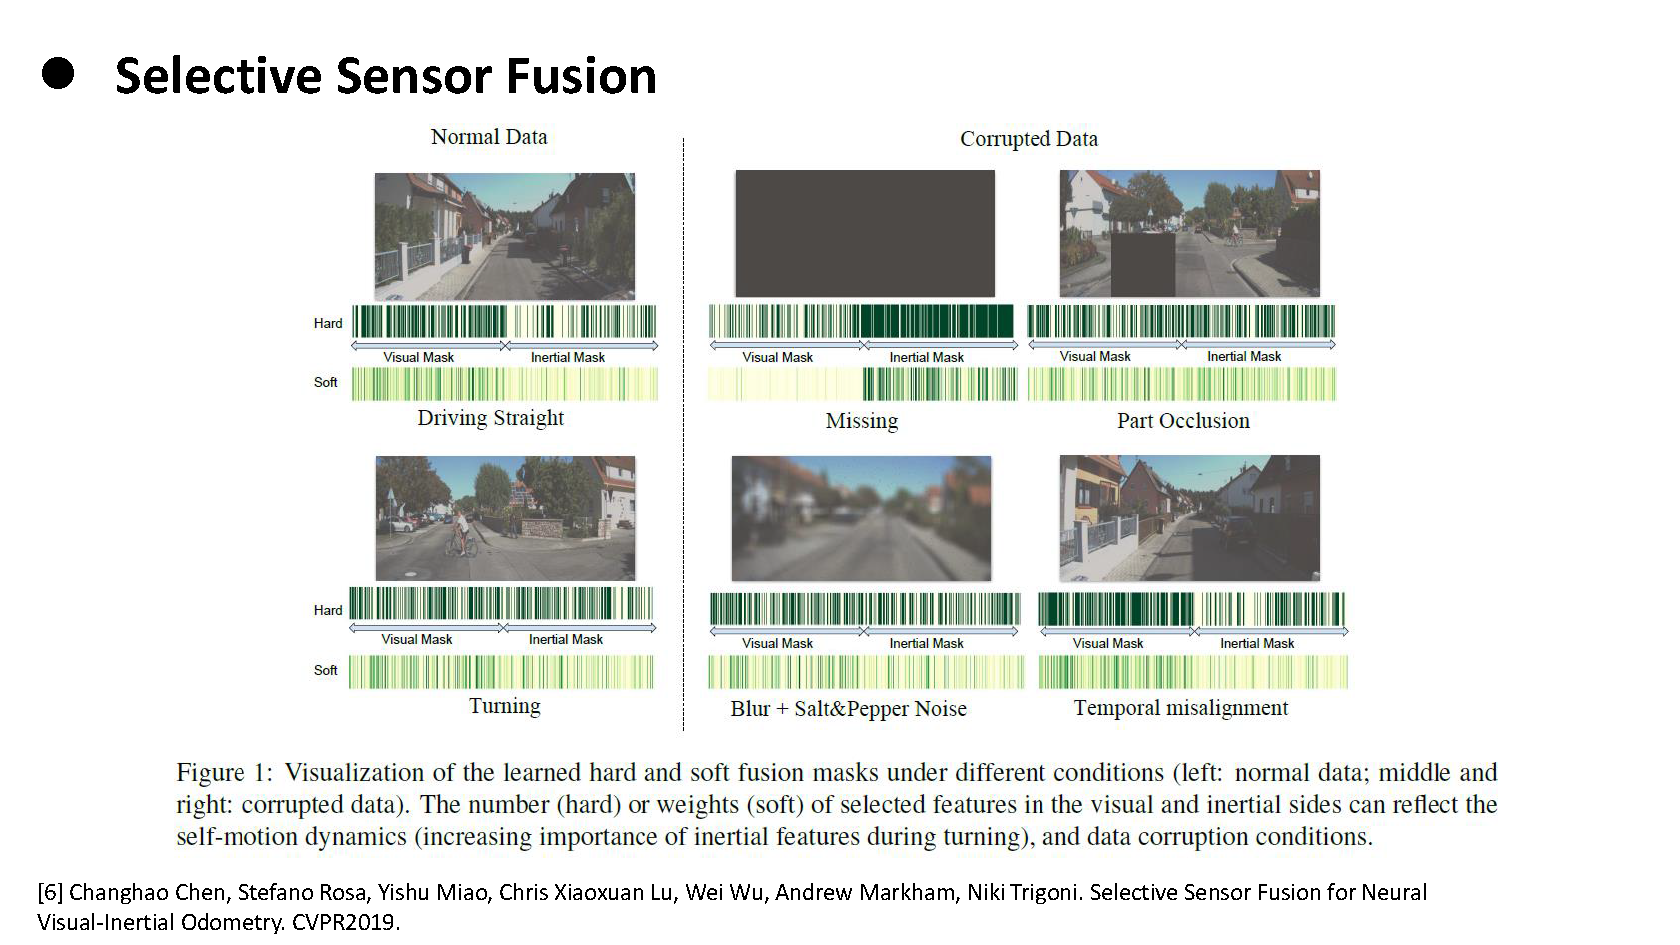 ● Selective Sensor Fusion
Normal Data
Corrupted Data
Hard
Visual Mask
Inertial Mask
Visual Mask
Inertial Mask
Visual Mask
Inertial Mask
Soft
Driving Straight
Missing
Part Occlusion
Hard
Visual Mask
Inertial Mask
Visual Mask
Inertial Mask
Visual Mask
Inertial Mask
Soft
Turning
Blur + Salt&Pepper Noise
Temporal misalignment
Figure 1: Visualization of the learned hard and soft fusion masks under different conditions (left: normal data; middle and
right: corrupted data). The number (hard) or weights (soft) of selected features in the visual and inertial sides can reflect the
self-motion dynamics (increasing importance of inertial features during turning), and data corruption conditions.
[6] Changhao Chen, Stefano Rosa, Yishu Miao, Chris Xiaoxuan Lu, Wei Wu, Andrew Markham, Niki Trigoni. Selective Sensor Fusion for Neural
Visual-Inertial Odometry. CVPR2019.